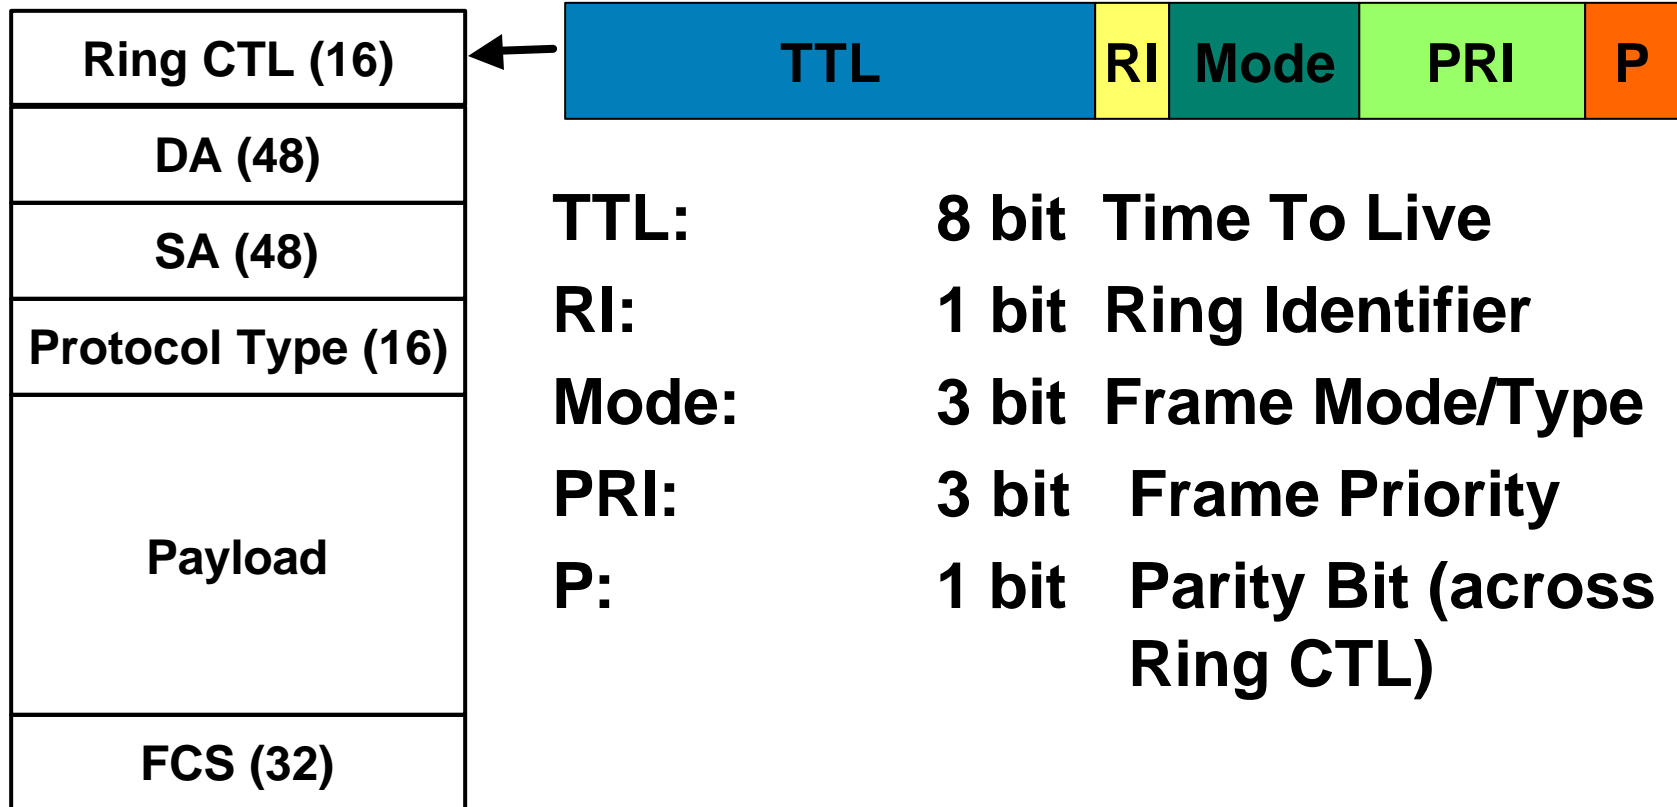 Ring CTL (16)
DA (48)
SA (48)
Protocol Type (16)
Payload
FCS (32)
TTL RI Mode PRI P
TTL: 8 bit Time To Live
RI: 1 bit Ring Identifier
Mode: 3 bit Frame Mode/Type
PRI: 3 bit Frame Priority
P: 1 bit Parity Bit (across
Ring CTL)